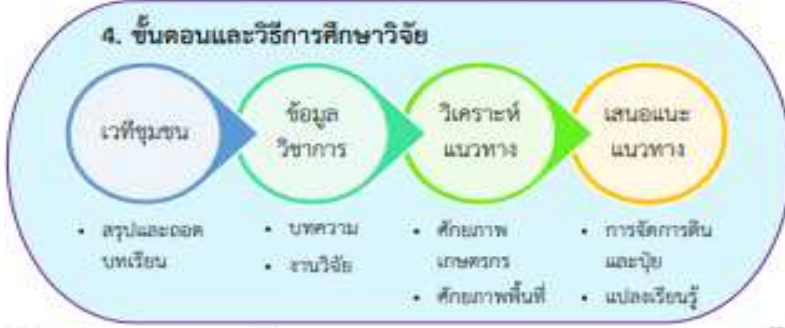 4. ขั้นตอนและวิธีการศึกษาวิจัย
เวทีชุมชน
ข้อมูล
วิชาการ
วิเคราะห์
แนวทาง
เสนอแนะ
แนวทาง
• สรุปและถอด
บทเรียน
• บทความ
• งานวิจัย
• ศักยภาพ
เกษตรกร
• ศักยภาพพื้นที่
• การจัดการดิน
และปุ๋ย
• แปลงเรียนรู้